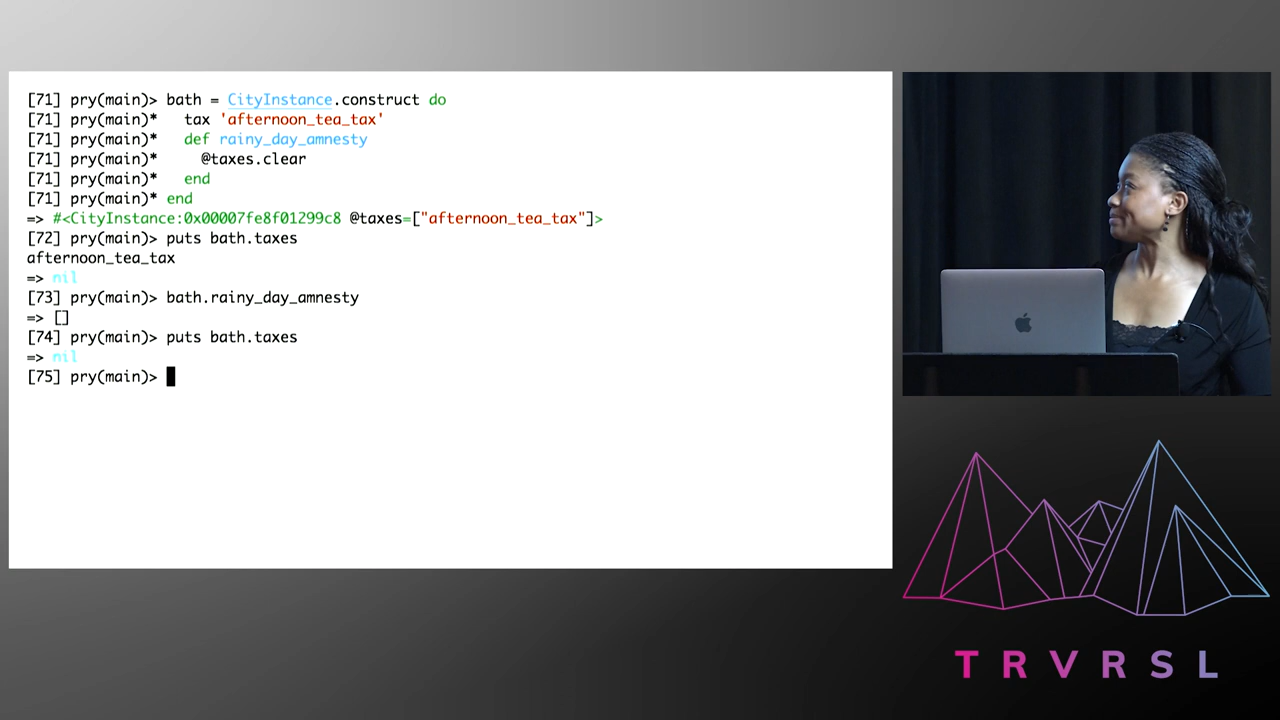 [71] pry(main)> bath = CityInstance.construct do
[71] pry(main)*   tax 'afternoon_tea_tax'
[71] pry(main)*   def rainy_day_amnesty
[71] pry(main)*     @taxes.clear
[71] pry(main)*   end
[71] pry(main)* end
=> #<CityInstance:0x00007fe8f01299c8 @taxes=["afternoon_tea_tax"]>
[72] pry(main)> puts bath.taxes
afternoon_tea_tax
=> nil
[73] pry(main)> bath.rainy_day_amnesty
=> []
[74] pry(main)> puts bath.taxes
=> nil
[75] pry(main)>
TRVRSL